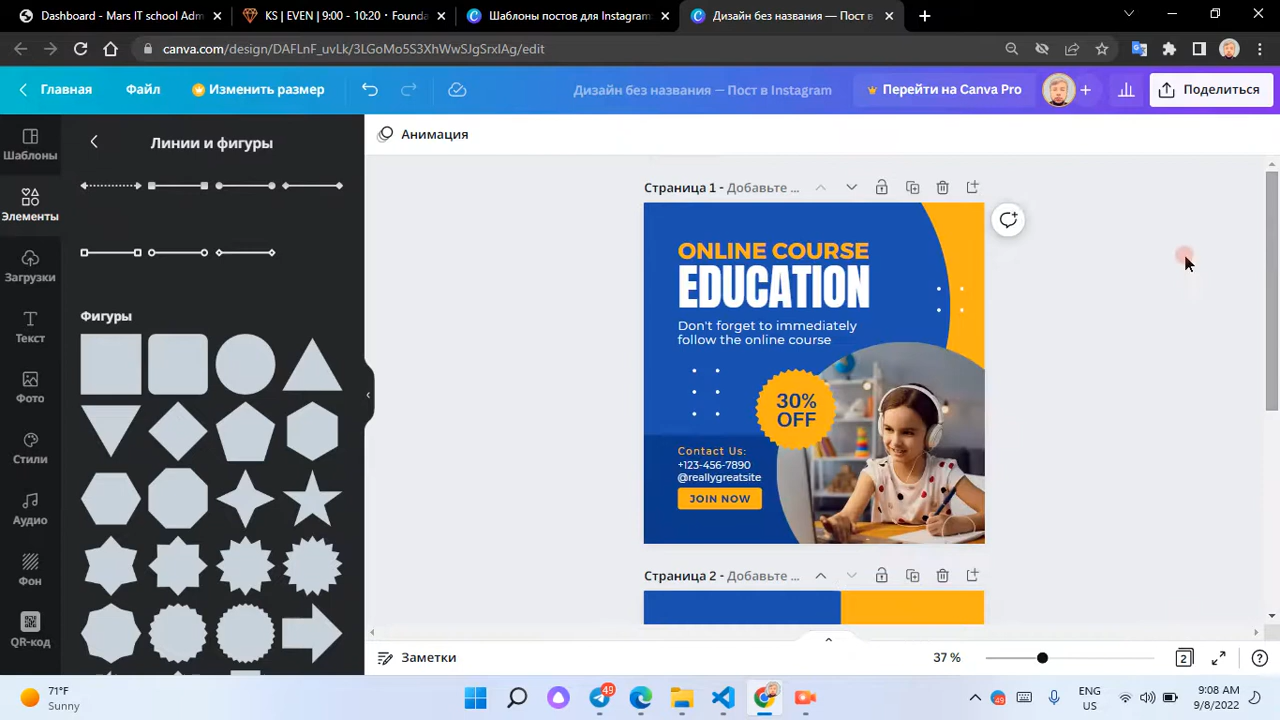 Dashboard - Mars IT school Adm
KS | EVEN | 9:00 - 10:20 · Founda
Шаблоны постов для Instagram
Дизайн без названия — Пост в
canva.com/design/DAFLnF_uvLk/3LGoMo5S3XhWwSJgSrxlAg/edit
Главная
Файл
Изменить размер
Дизайн без названия — Пост в Instagram
Перейти на Canva Pro
Поделиться
Шаблоны
Элементы
Загрузки
Текст
Фото
Стили
Аудио
Фон
QR-код
Линии и фигуры
Фигуры
Анимация
Страница 1 - Добавьте ...
ONLINE COURSE
EDUCATION
Don't forget to immediately
follow the online course
30%
OFF
Contact Us:
+123-456-7890
@reallygreatsite
JOIN NOW
Страница 2 - Добавьте ...
Заметки
37 %
2
71°F
Sunny
49
49
ENG
US
9:08 AM
9/8/2022